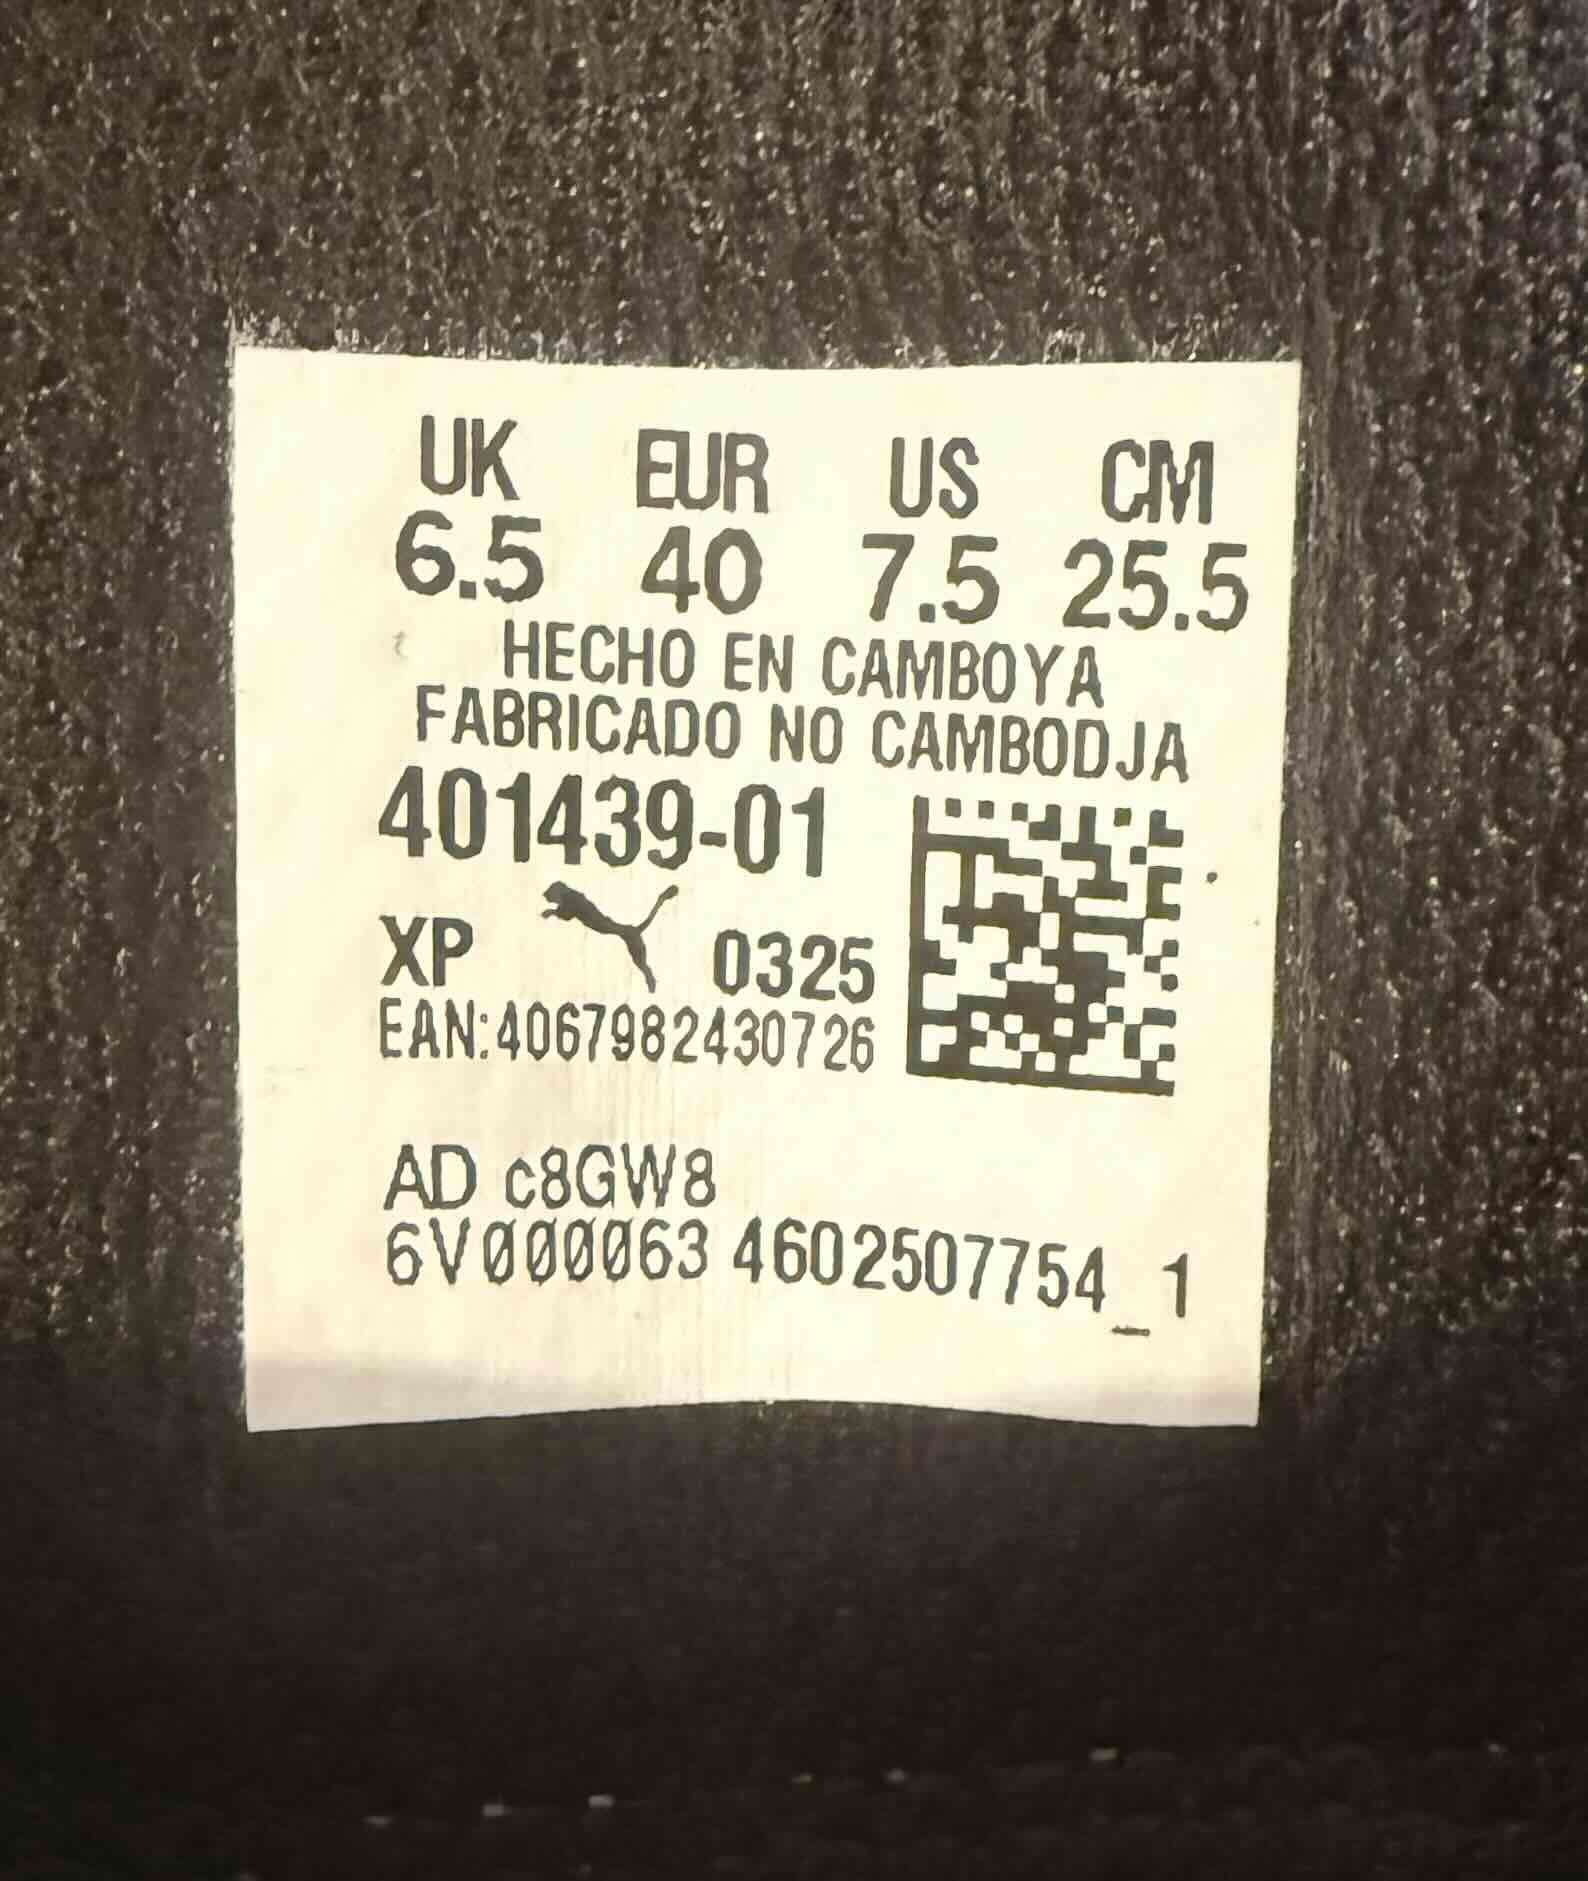 UK EUR US CM
6.5 40 7.5 25.5
HECHO EN CAMBOYA
FABRICADO NO CAMBODJA
401439-01
XP 0325
EAN:4067982430726
AD c8GW8
6V000063 4602507754_1